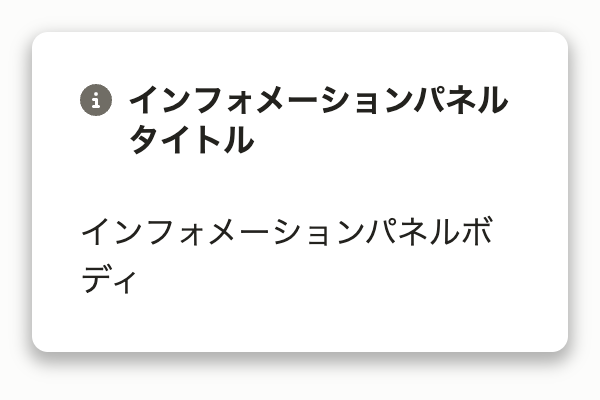 インフォメーションパネル
タイトル
インフォメーションパネルボ
ディ